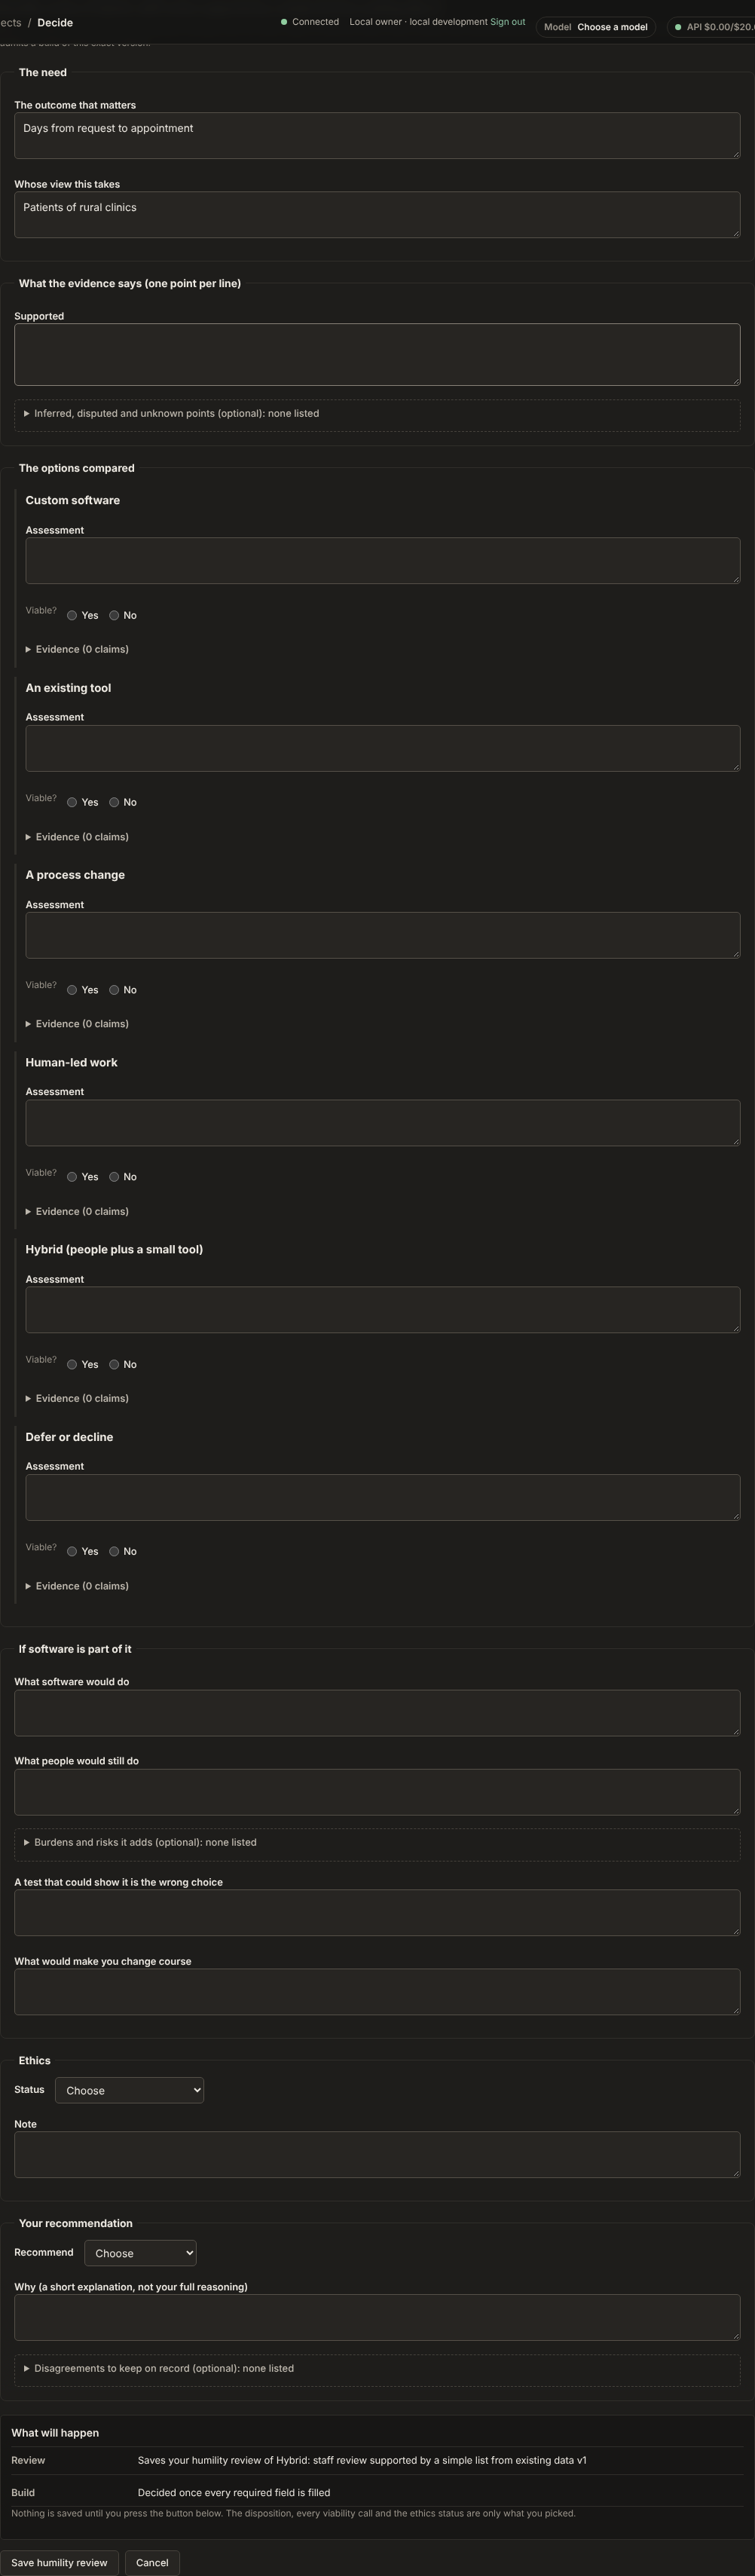 ects / Decide
Connected Local owner · local development Sign out
Model Choose a model
API $0.00/$20.
The need
The outcome that matters
Days from request to appointment
Whose view this takes
Patients of rural clinics
What the evidence says (one point per line)
Supported
Inferred, disputed and unknown points (optional): none listed
The options compared
Custom software
Assessment
Viable? Yes No
Evidence (0 claims)
An existing tool
Assessment
Viable? Yes No
Evidence (0 claims)
A process change
Assessment
Viable? Yes No
Evidence (0 claims)
Human-led work
Assessment
Viable? Yes No
Evidence (0 claims)
Hybrid (people plus a small tool)
Assessment
Viable? Yes No
Evidence (0 claims)
Defer or decline
Assessment
Viable? Yes No
Evidence (0 claims)
If software is part of it
What software would do
What people would still do
Burdens and risks it adds (optional): none listed
A test that could show it is the wrong choice
What would make you change course
Ethics
Status Choose
Note
Your recommendation
Recommend Choose
Why (a short explanation, not your full reasoning)
Disagreements to keep on record (optional): none listed
What will happen
Review Saves your humility review of Hybrid: staff review supported by a simple list from existing data v1
Build Decided once every required field is filled
Nothing is saved until you press the button below. The disposition, every viability call and the ethics status are only what you picked.
Save humility review Cancel